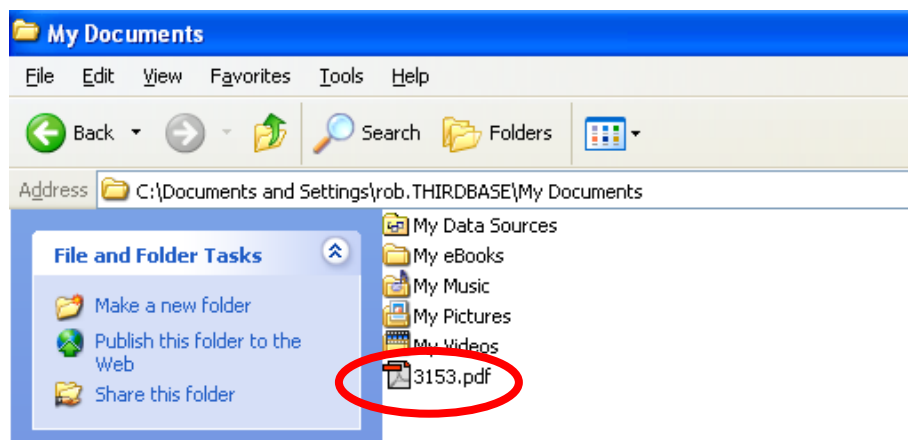 My Documents
File Edit View Favorites Tools Help
Back Search Folders
Address C:\Documents and Settings\rob.THIRDBASE\My Documents
File and Folder Tasks
Make a new folder
Publish this folder to the
Web
Share this folder
My Data Sources
My eBooks
My Music
My Pictures
My Videos
3153.pdf